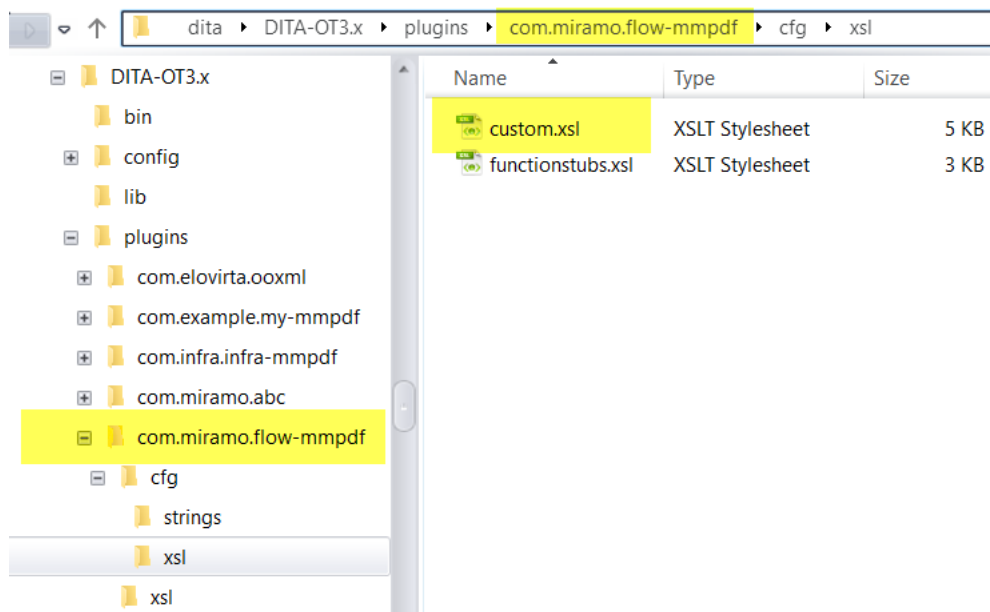 dita DITA-OT3.x plugins com.miramo.flow-mmpdf cfg xsl
DITA-OT3.x
bin
config
lib
plugins
com.elovirta.ooxml
com.example.my-mmpdf
com.infra.infra-mmpdf
com.miramo.abc
com.miramo.flow-mmpdf
cfg
strings
xsl
xsl
Name Type Size
custom.xsl XSLT Stylesheet 5 KB
functionstubs.xsl XSLT Stylesheet 3 KB